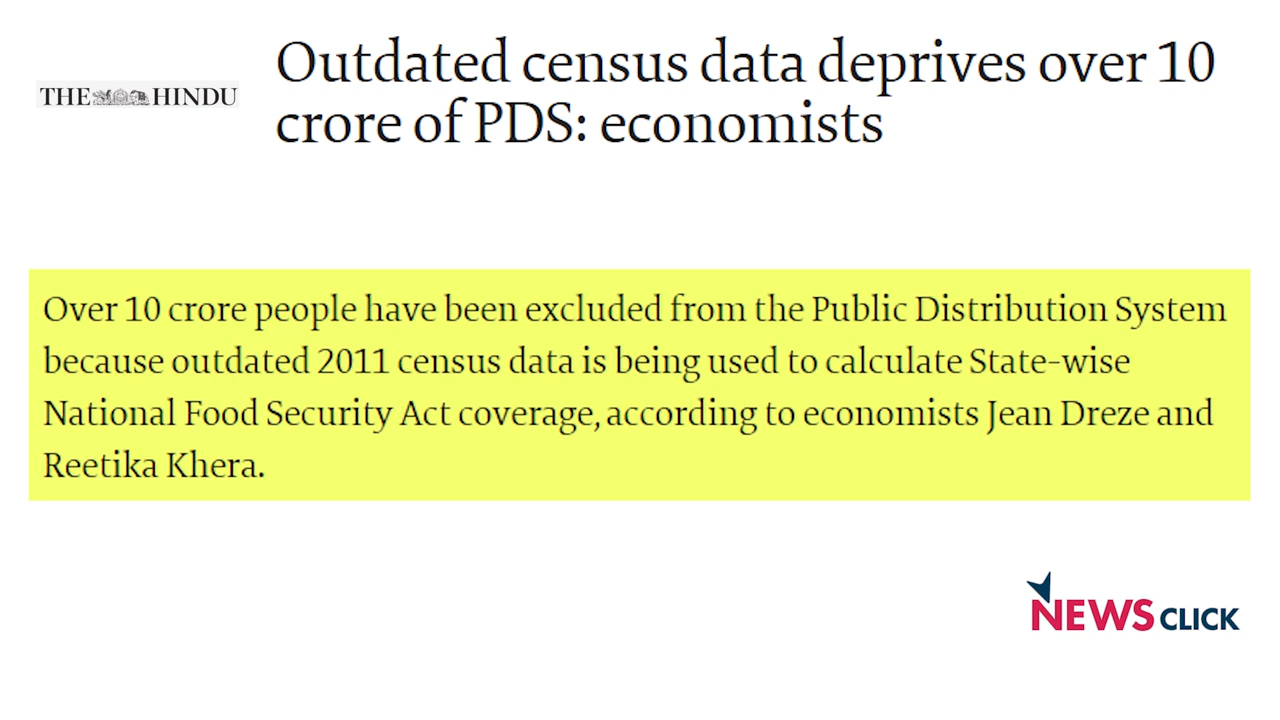 THE HINDU
Outdated census data deprives over 10
crore of PDS: economists
Over 10 crore people have been excluded from the Public Distribution System
because outdated 2011 census data is being used to calculate State-wise
National Food Security Act coverage, according to economists Jean Dreze and
Reetika Khera.
NEWSCLICK